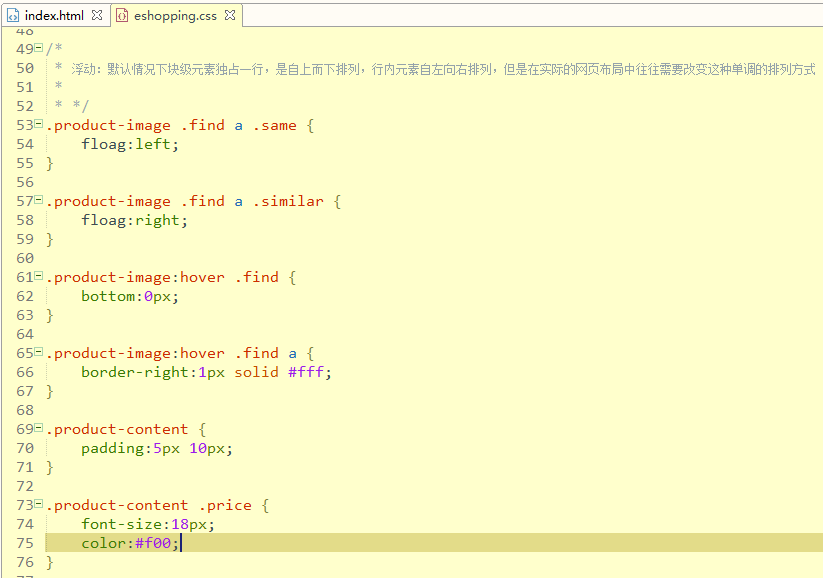 index.html eshopping.css
48
49 /*
50  * 浮动：默认情况下块级元素独占一行，是自上而下排列，行内元素自左向右排列，但是在实际的网页布局中往往需要改变这种单调的排列方式
51  *
52  * */
53 .product-image .find a .same {
54     floag:left;
55 }
56
57 .product-image .find a .similar {
58     floag:right;
59 }
60
61 .product-image:hover .find {
62     bottom:0px;
63 }
64
65 .product-image:hover .find a {
66     border-right:1px solid #fff;
67 }
68
69 .product-content {
70     padding:5px 10px;
71 }
72
73 .product-content .price {
74     font-size:18px;
75     color:#f00;
76 }